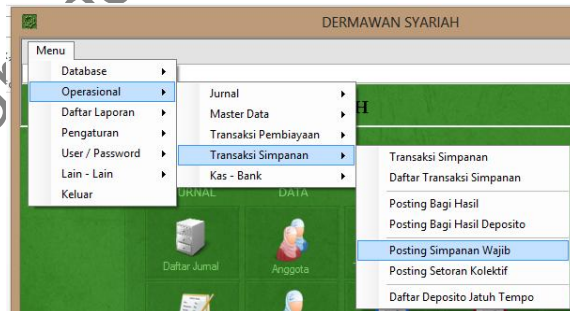 DERMAWAN SYARIAH
Menu
Database
Operasional
Daftar Laporan
Pengaturan
User / Password
Lain - Lain
Keluar
Jurnal
Master Data
Transaksi Pembiayaan
Transaksi Simpanan
Kas - Bank
Transaksi Simpanan
Daftar Transaksi Simpanan
Posting Bagi Hasil
Posting Bagi Hasil Deposito
Posting Simpanan Wajib
Posting Setoran Kolektif
Daftar Deposito Jatuh Tempo
H
JURNAL
DATA
Daftar Jurnal
Anggota